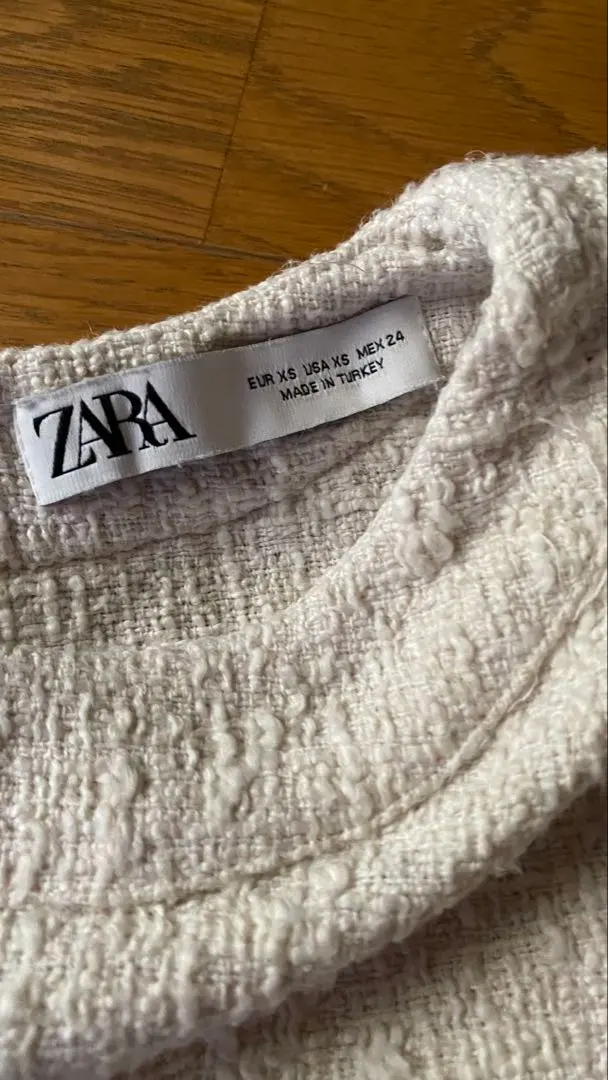 ZARA
EUR XS USA XS MEX 24
MADE IN TURKEY